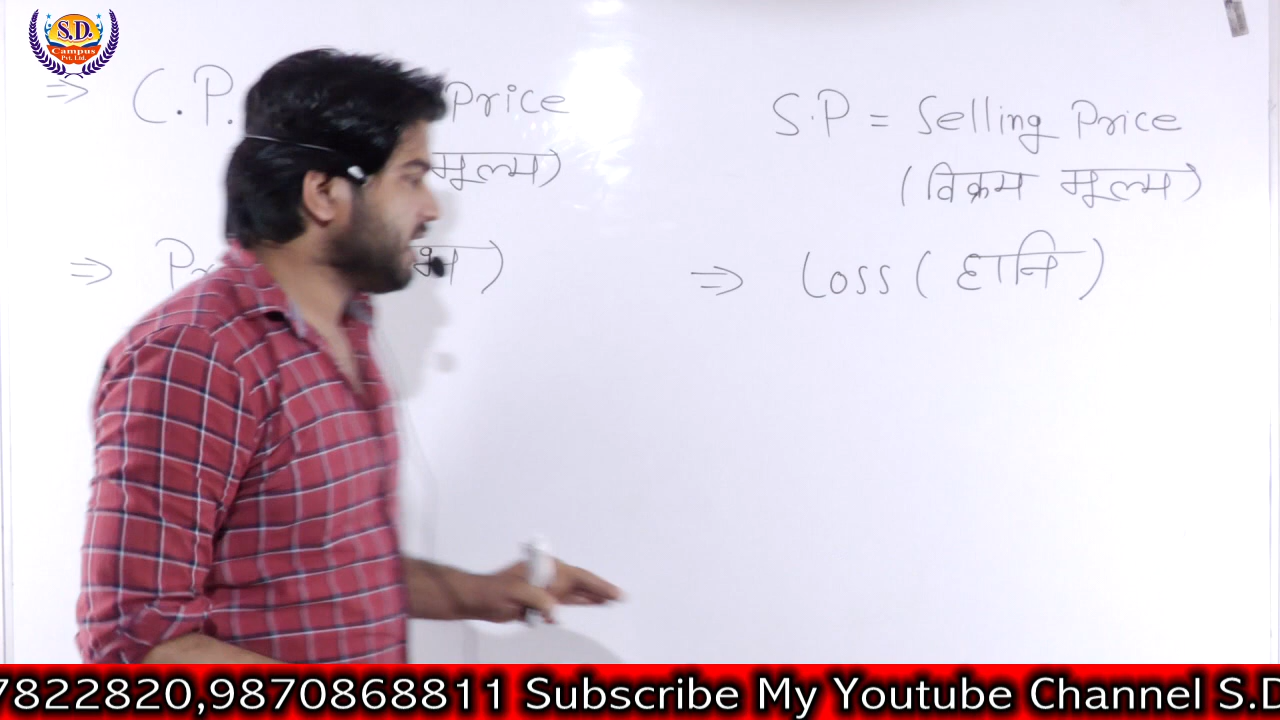 S.D.
Campus
Pvt. Ltd.
⇒ C.P. Price S.P = Selling Price
मूल्य) (विक्रय मूल्य)
⇒ ) ⇒ Loss (हानि)
7822820,9870868811 Subscribe My Youtube Channel S.D